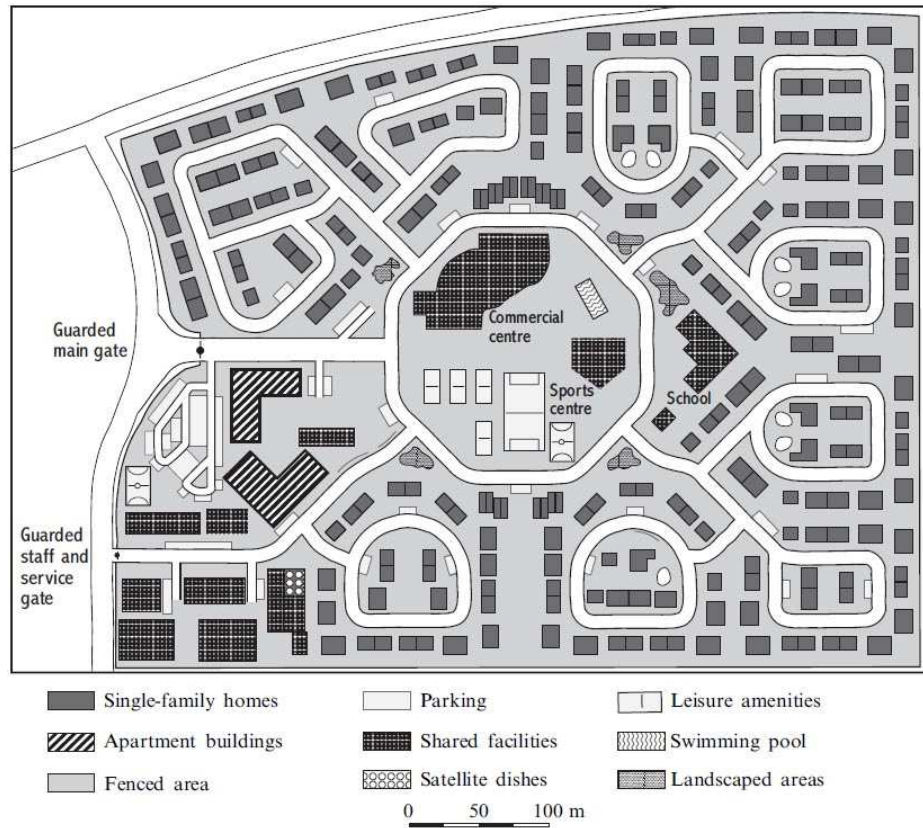 Guarded
main gate
Commercial
centre
Sports
centre
School
Guarded
staff and
service
gate
Single-family homes
Parking
Leisure amenities
Apartment buildings
Shared facilities
Swimming pool
Fenced area
Satellite dishes
Landscaped areas
0 50 100 m